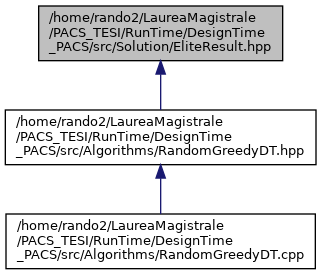 /home/rando2/LaureaMagistrale
/PACS_TESI/RunTime/DesignTime
_PACS/src/Solution/EliteResult.hpp
/home/rando2/LaureaMagistrale
/PACS_TESI/RunTime/DesignTime
_PACS/src/Algorithms/RandomGreedyDT.hpp
/home/rando2/LaureaMagistrale
/PACS_TESI/RunTime/DesignTime
_PACS/src/Algorithms/RandomGreedyDT.cpp